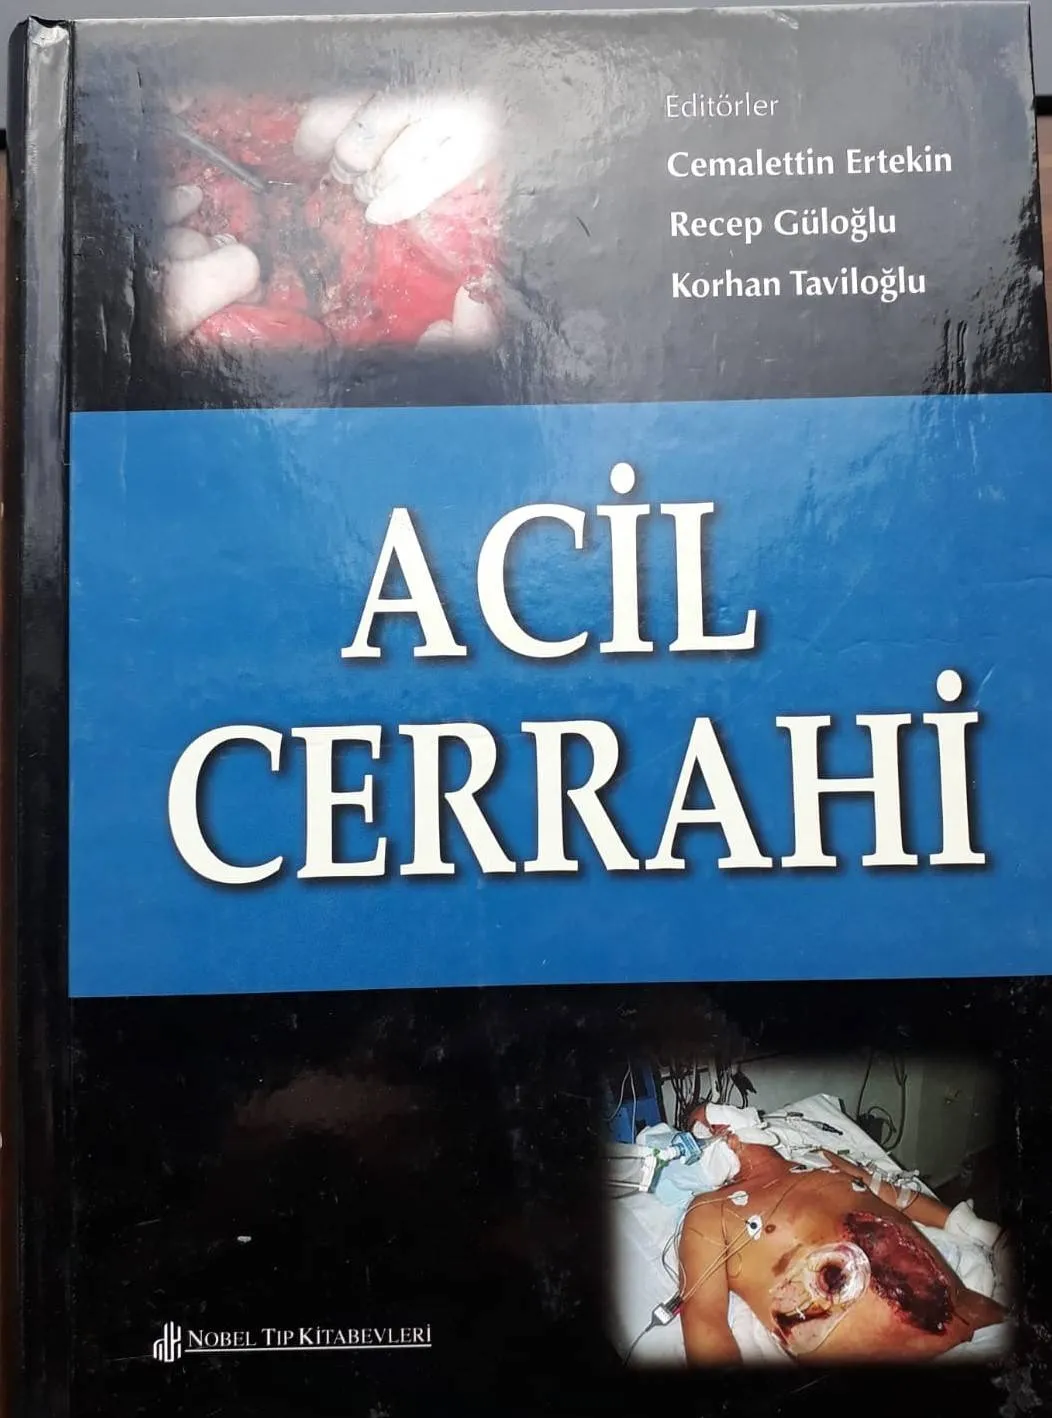 Editörler
Cemalettin Ertekin
Recep Güloğlu
Korhan Taviloğlu
ACİL
CERRAHİ
NOBEL TIP KİTABEVLERİ